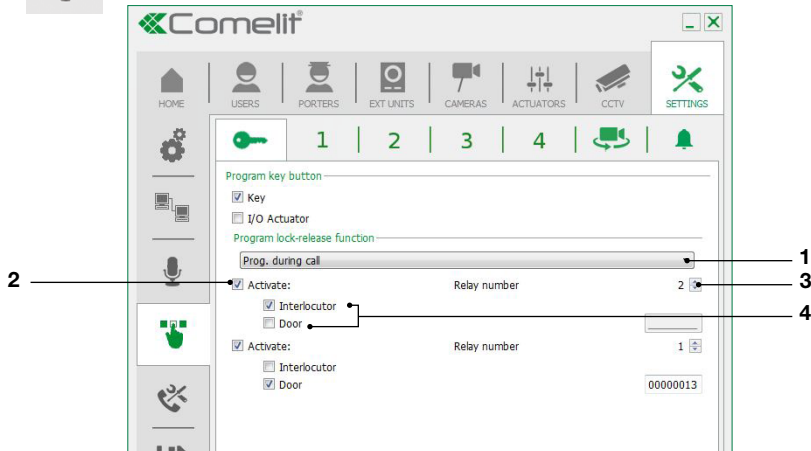 Comelit®
HOME USERS PORTERS EXT UNITS CAMERAS ACTUATORS CCTV SETTINGS
1 2 3 4
Program key button
Key
I/O Actuator
Program lock-release function
Prog. during call
1
2
Activate: Relay number 2
3
Interlocutor
4
Door
Activate: Relay number 1
Interlocutor
Door 00000013